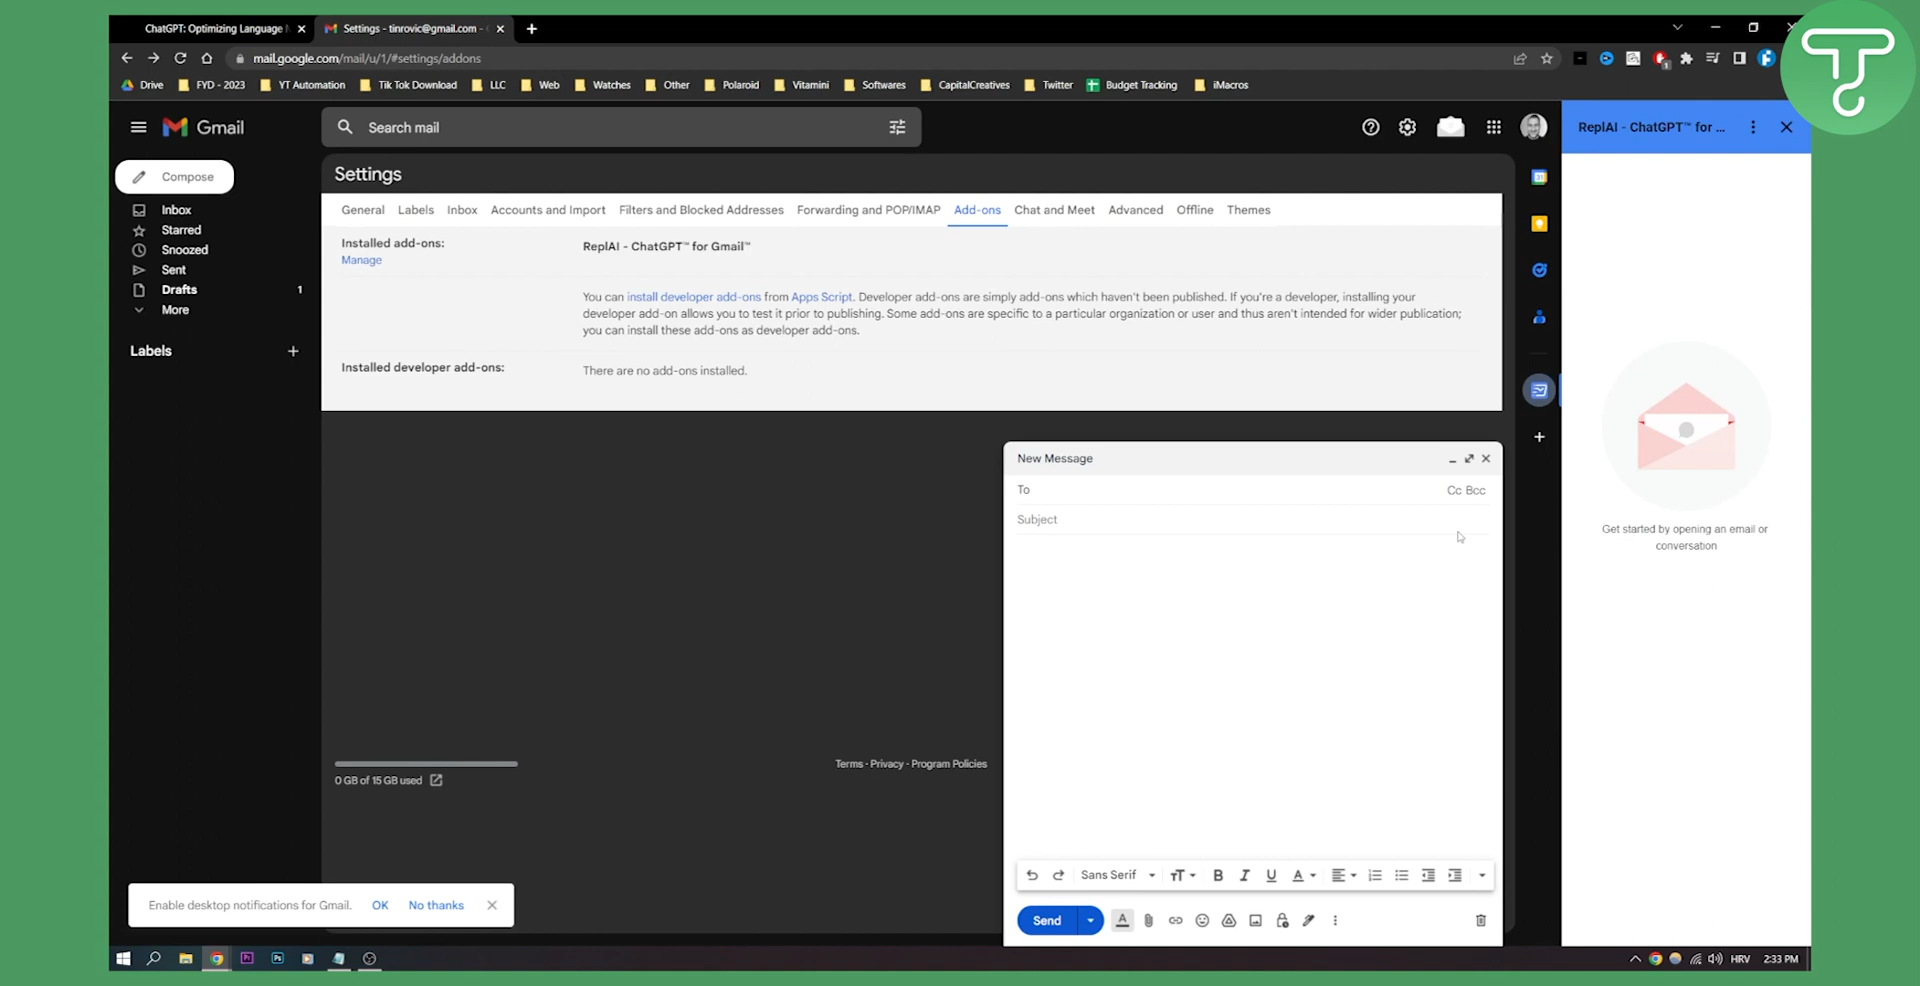 ChatGPT: Optimizing Language
Settings - tinrovic@gmail.com -
mail.google.com/mail/u/1/#settings/addons
Drive FYD - 2023 YT Automation Tik Tok Download LLC Web Watches Other Polaroid Vitamini Softwares CapitalCreatives Twitter Budget Tracking iMacros
Gmail
Search mail
ReplAI - ChatGPT™ for ...
Compose
Inbox
Starred
Snoozed
Sent
Drafts 1
More
Labels
Settings
General Labels Inbox Accounts and Import Filters and Blocked Addresses Forwarding and POP/IMAP Add-ons Chat and Meet Advanced Offline Themes
Installed add-ons:
Manage
ReplAI - ChatGPT™ for Gmail™
You can install developer add-ons from Apps Script. Developer add-ons are simply add-ons which haven't been published. If you're a developer, installing your
developer add-on allows you to test it prior to publishing. Some add-ons are specific to a particular organization or user and thus aren't intended for wider publication;
you can install these add-ons as developer add-ons.
Installed developer add-ons:
There are no add-ons installed.
New Message
To
Cc Bcc
Subject
Get started by opening an email or
conversation
Terms · Privacy · Program Policies
0 GB of 15 GB used
Sans Serif
Send
Enable desktop notifications for Gmail. OK No thanks
HRV 2:33 PM